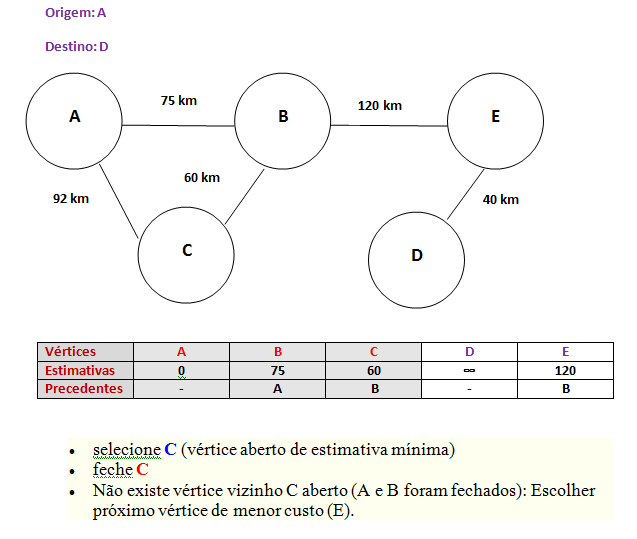 Origem: A
Destino: D
75 km
120 km
A
B
E
60 km
92 km
40 km
C
D
Vértices A B C D E
Estimativas 0 75 60 ∞ 120
Precedentes - A B - B
• selecione C (vértice aberto de estimativa mínima)
• feche C
• Não existe vértice vizinho C aberto (A e B foram fechados): Escolher
próximo vértice de menor custo (E).